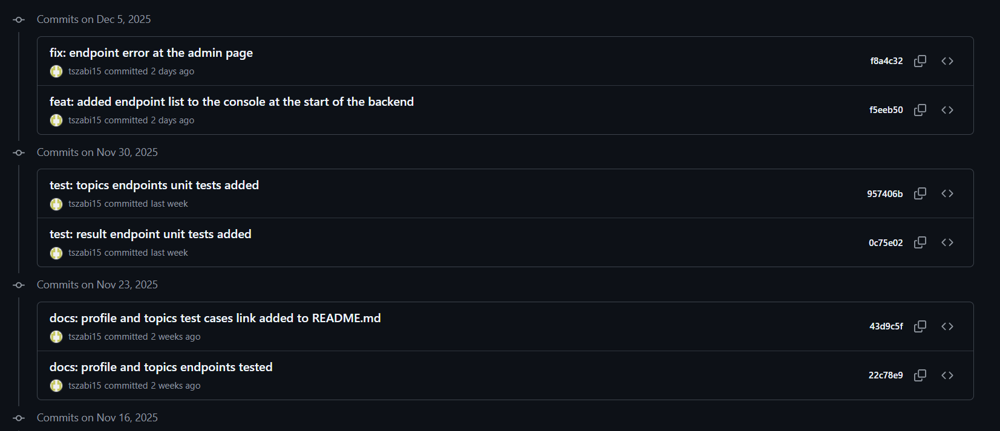 Commits on Dec 5, 2025
fix: endpoint error at the admin page
f8a4c32
tszabi15 committed 2 days ago
feat: added endpoint list to the console at the start of the backend
f5eeb50
tszabi15 committed 2 days ago
Commits on Nov 30, 2025
test: topics endpoints unit tests added
957406b
tszabi15 committed last week
test: result endpoint unit tests added
0c75e02
tszabi15 committed last week
Commits on Nov 23, 2025
docs: profile and topics test cases link added to README.md
43d9c5f
tszabi15 committed 2 weeks ago
docs: profile and topics endpoints tested
22c78e9
tszabi15 committed 2 weeks ago
Commits on Nov 16, 2025